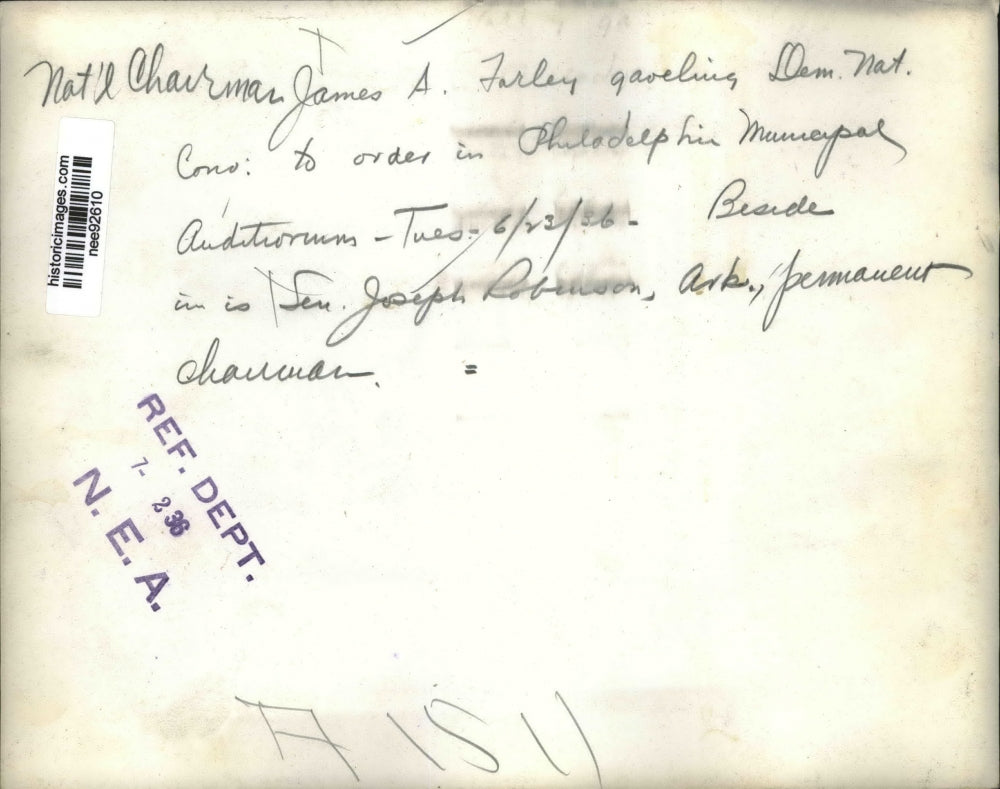 Nat'l Chairman James A. Farley gaveling Dem. Nat.
Conv: to order in Philadelphia Municipal
Auditorium - Tues. 6/23/36 - Beside
im is Sen. Joseph Robinson, Ark., permanent
chairman. =
historicimages.com
nee92610
REF. DEPT.
7- 2 36
N. E. A.